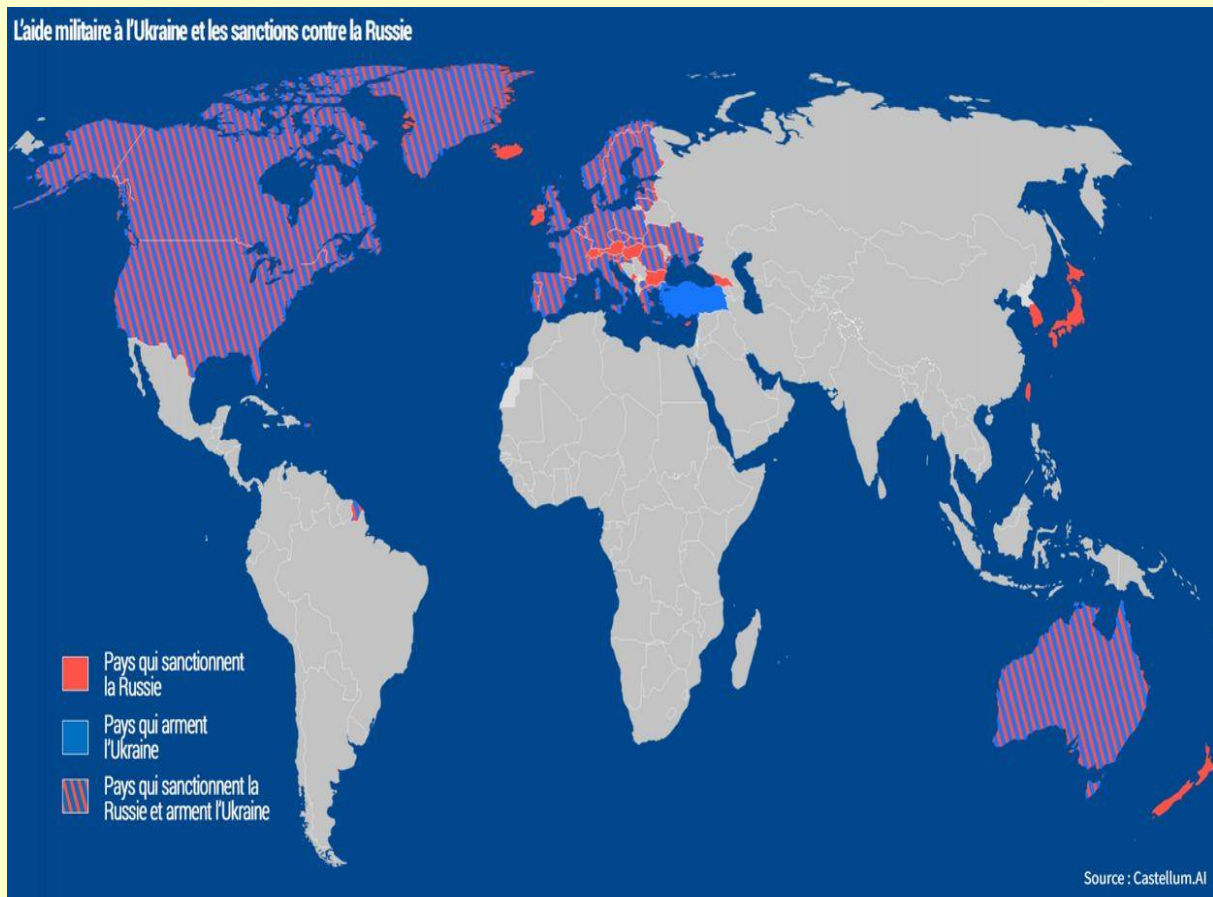 L'aide militaire à l'Ukraine et les sanctions contre la Russie
Pays qui sanctionnent
la Russie
Pays qui arment
l'Ukraine
Pays qui sanctionnent la
Russie et arment l'Ukraine
Source : Castellum.AI